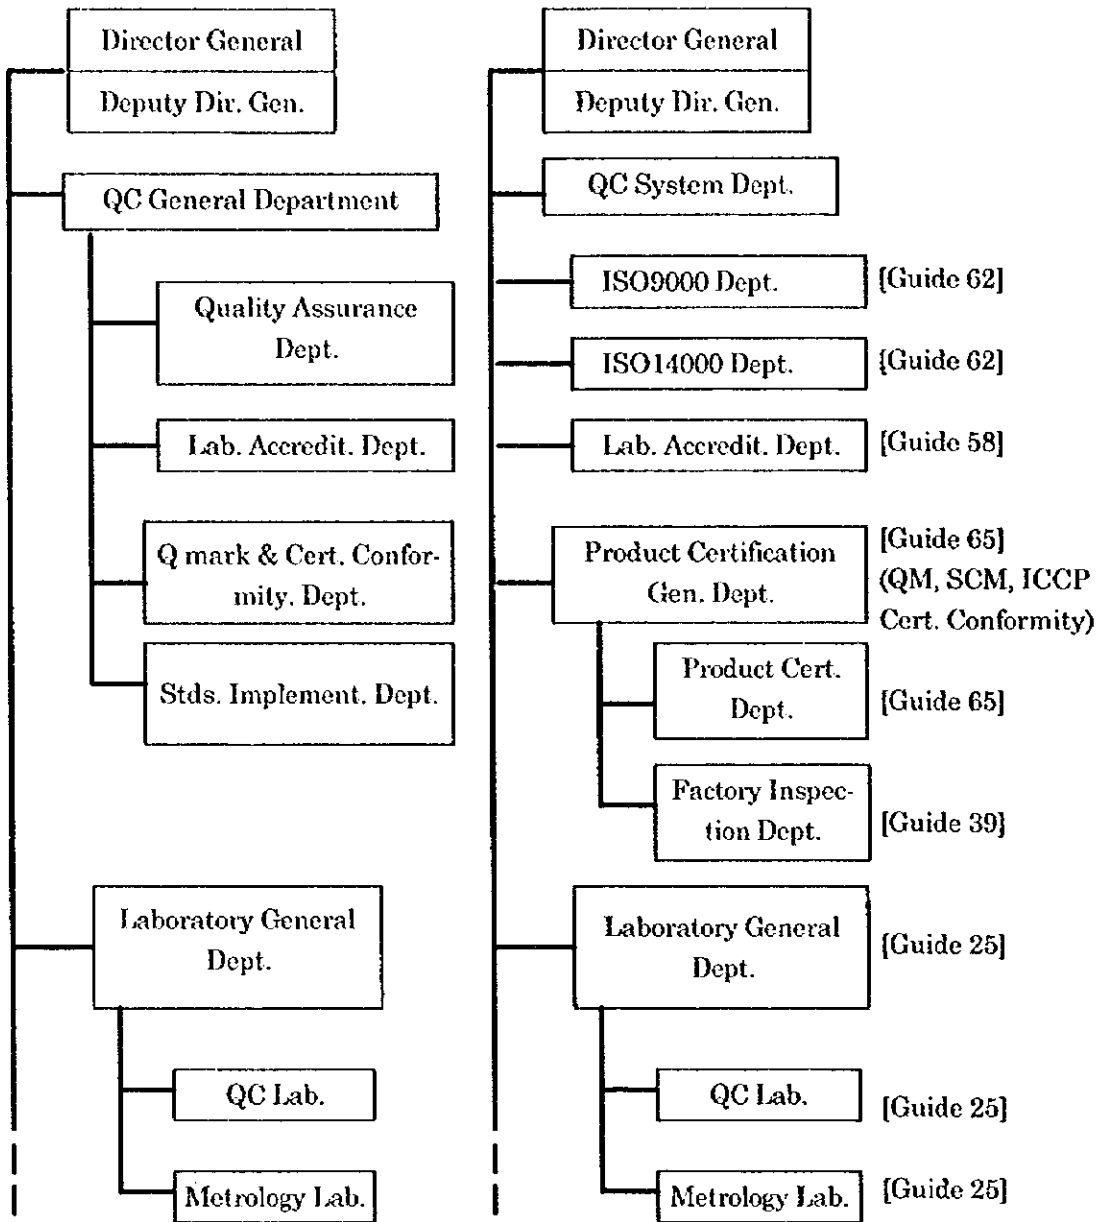 Director General
Deputy Dir. Gen.
QC General Department
Quality Assurance
Dept.
Lab. Accredit. Dept.
Q mark & Cert. Confor-
mity. Dept.
Stds. Implement. Dept.
Laboratory General
Dept.
QC Lab.
Metrology Lab.
Director General
Deputy Dir. Gen.
QC System Dept.
ISO9000 Dept.
[Guide 62]
ISO14000 Dept.
[Guide 62]
Lab. Accredit. Dept.
[Guide 58]
Product Certification
Gen. Dept.
[Guide 65]
(QM, SCM, ICCP
Cert. Conformity)
Product Cert.
Dept.
[Guide 65]
Factory Inspec-
tion Dept.
[Guide 39]
Laboratory General
Dept.
[Guide 25]
QC Lab.
[Guide 25]
Metrology Lab.
[Guide 25]